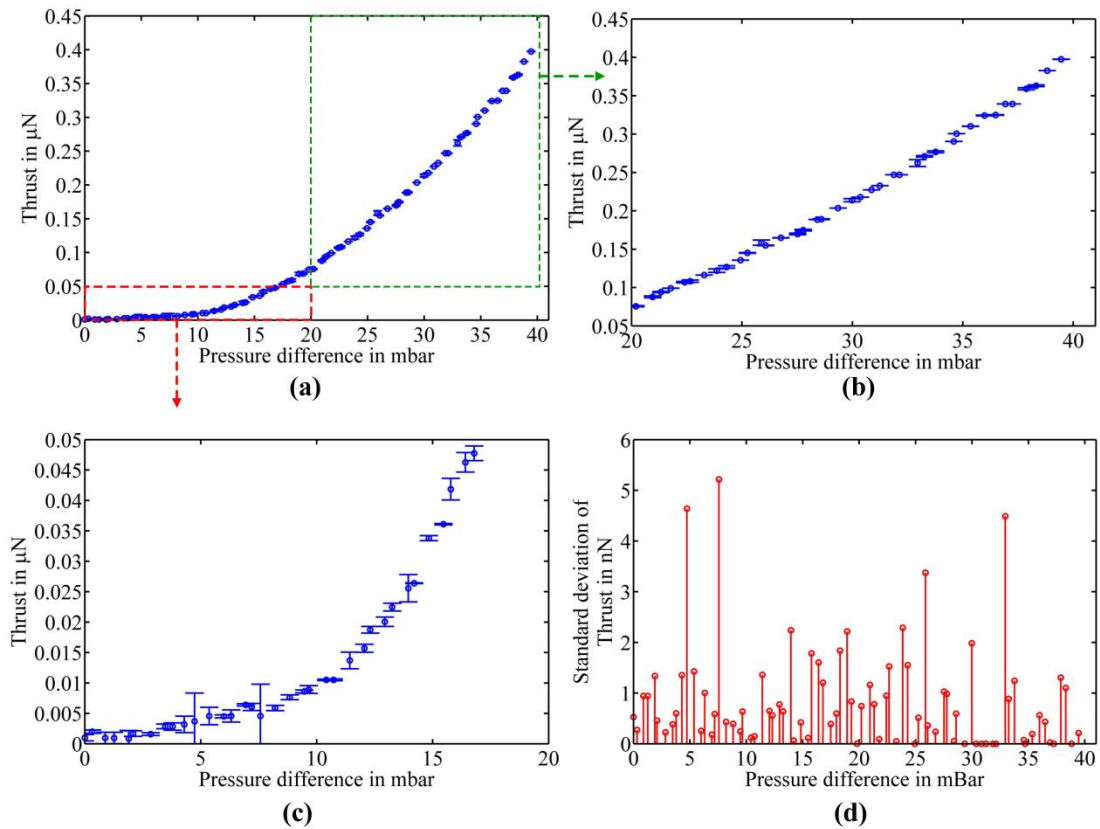 0.45
0.4
0.35
0.3
0.25
0.2
0.15
0.1
0.05
0
Thrust in µN
0 5 10 15 20 25 30 35 40
Pressure difference in mbar
(a)
0.45
0.4
0.35
0.3
0.25
0.2
0.15
0.1
0.05
Thrust in µN
20 25 30 35 40
Pressure difference in mbar
(b)
0.05
0.045
0.04
0.035
0.03
0.025
0.02
0.015
0.01
0.005
0
Thrust in µN
0 5 10 15 20
Pressure difference in mbar
(c)
6
5
4
3
2
1
0
Standard deviation of
Thrust in nN
0 5 10 15 20 25 30 35 40
Pressure difference in mBar
(d)